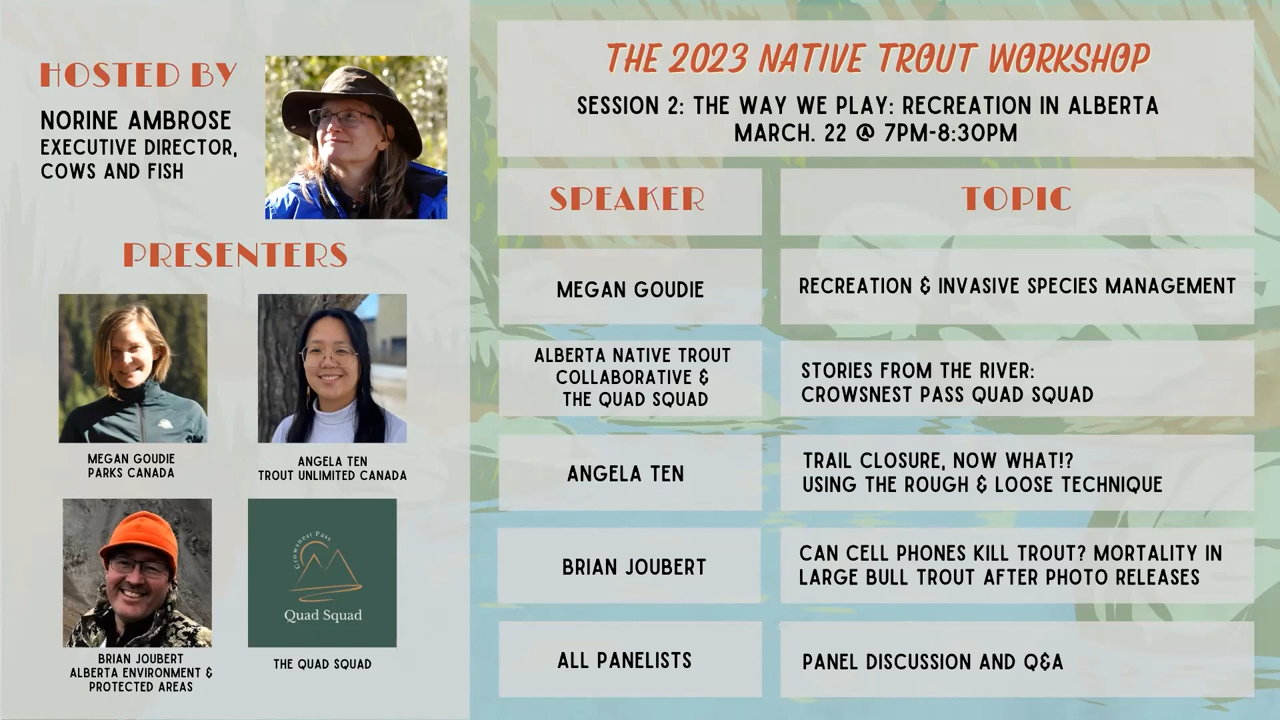 HOSTED BY
NORINE AMBROSE
EXECUTIVE DIRECTOR,
COWS AND FISH
PRESENTERS
MEGAN GOUDIE
PARKS CANADA
ANGELA TEN
TROUT UNLIMITED CANADA
Crowsnest Pass
Quad Squad
BRIAN JOUBERT
ALBERTA ENVIRONMENT &
PROTECTED AREAS
THE QUAD SQUAD
THE 2023 NATIVE TROUT WORKSHOP
SESSION 2: THE WAY WE PLAY: RECREATION IN ALBERTA
MARCH. 22 @ 7PM-8:30PM
SPEAKER
TOPIC
MEGAN GOUDIE
RECREATION & INVASIVE SPECIES MANAGEMENT
ALBERTA NATIVE TROUT
COLLABORATIVE &
THE QUAD SQUAD
STORIES FROM THE RIVER:
CROWSNEST PASS QUAD SQUAD
ANGELA TEN
TRAIL CLOSURE, NOW WHAT!?
USING THE ROUGH & LOOSE TECHNIQUE
BRIAN JOUBERT
CAN CELL PHONES KILL TROUT? MORTALITY IN
LARGE BULL TROUT AFTER PHOTO RELEASES
ALL PANELISTS
PANEL DISCUSSION AND Q&A